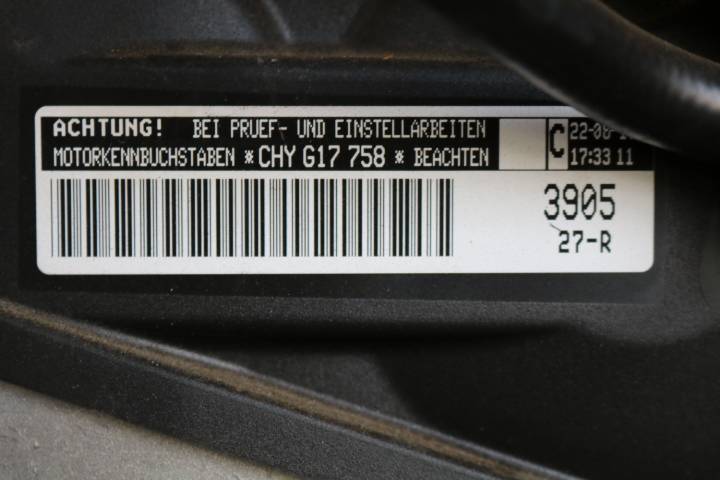 ACHTUNG! BEI PRUEF- UND EINSTELLARBEITEN
MOTORKENNBUCHSTABEN * CHY G17 758 * BEACHTEN
C
17:33 11
3905
27-R